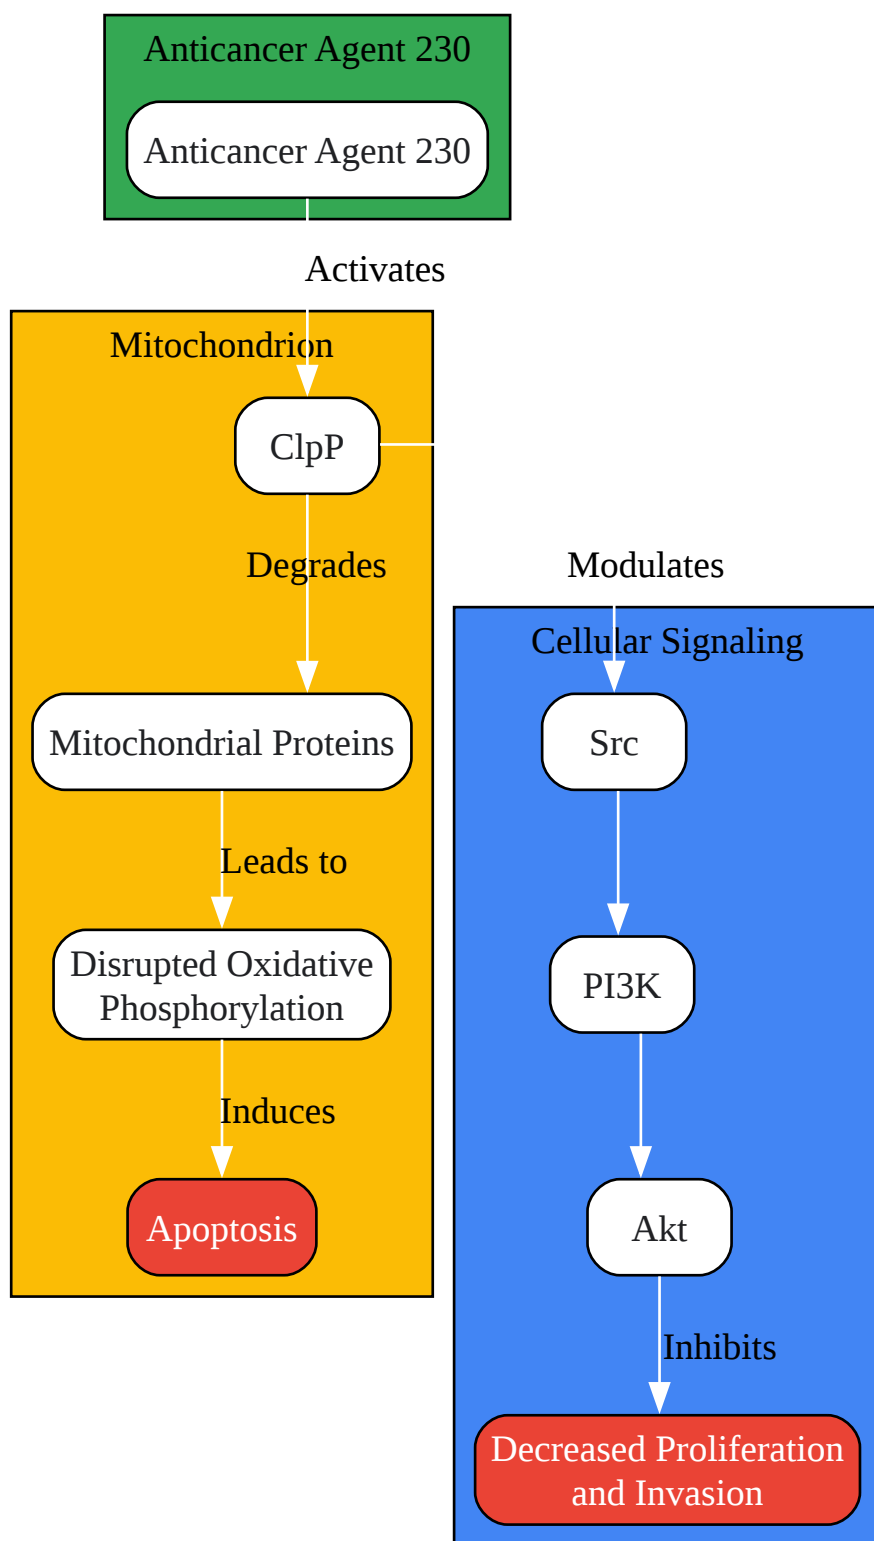 Anticancer Agent 230
Anticancer Agent 230
Activates
Mitochondrion
ClpP
Degrades
Modulates
Cellular Signaling
Mitochondrial Proteins
Src
Leads to
Disrupted Oxidative
Phosphorylation
PI3K
Induces
Apoptosis
Akt
Inhibits
Decreased Proliferation
and Invasion